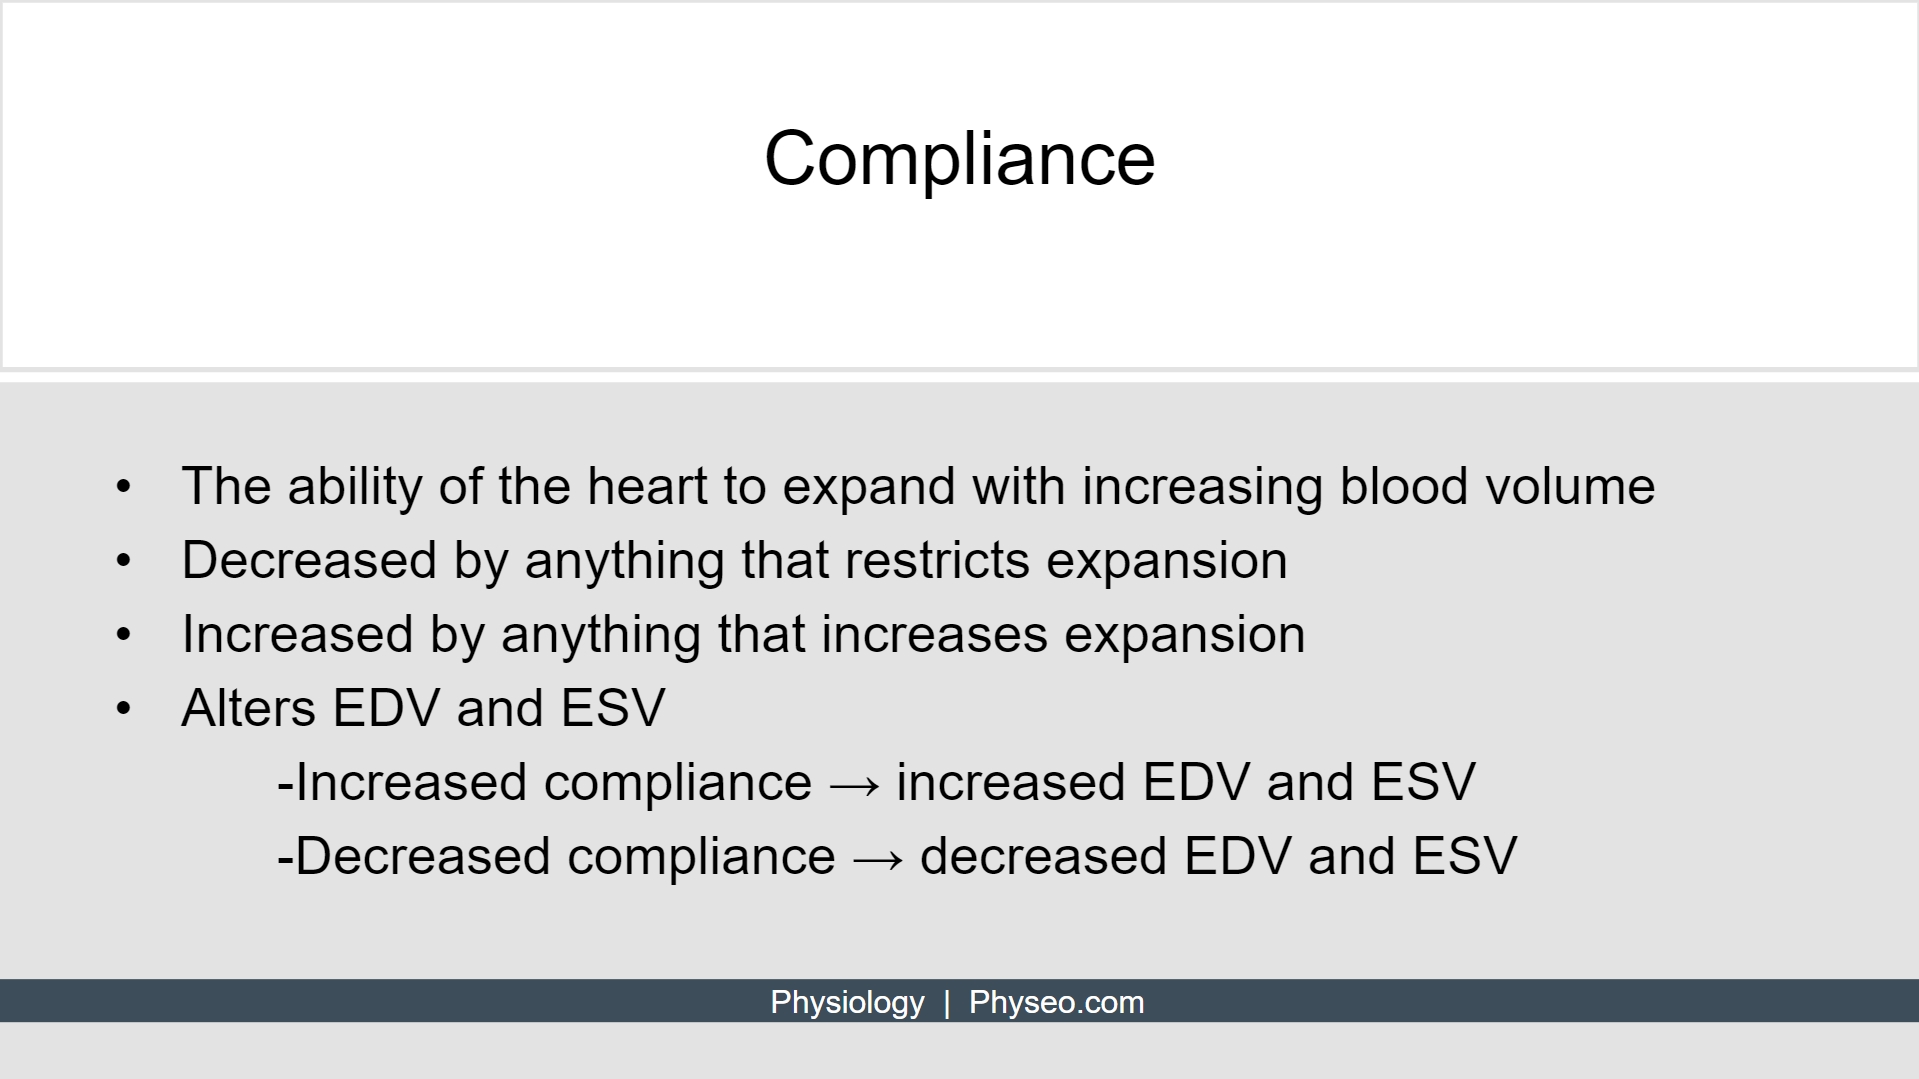 Compliance
• The ability of the heart to expand with increasing blood volume
• Decreased by anything that restricts expansion
• Increased by anything that increases expansion
• Alters EDV and ESV
-Increased compliance → increased EDV and ESV
-Decreased compliance → decreased EDV and ESV
Physiology | Physeo.com